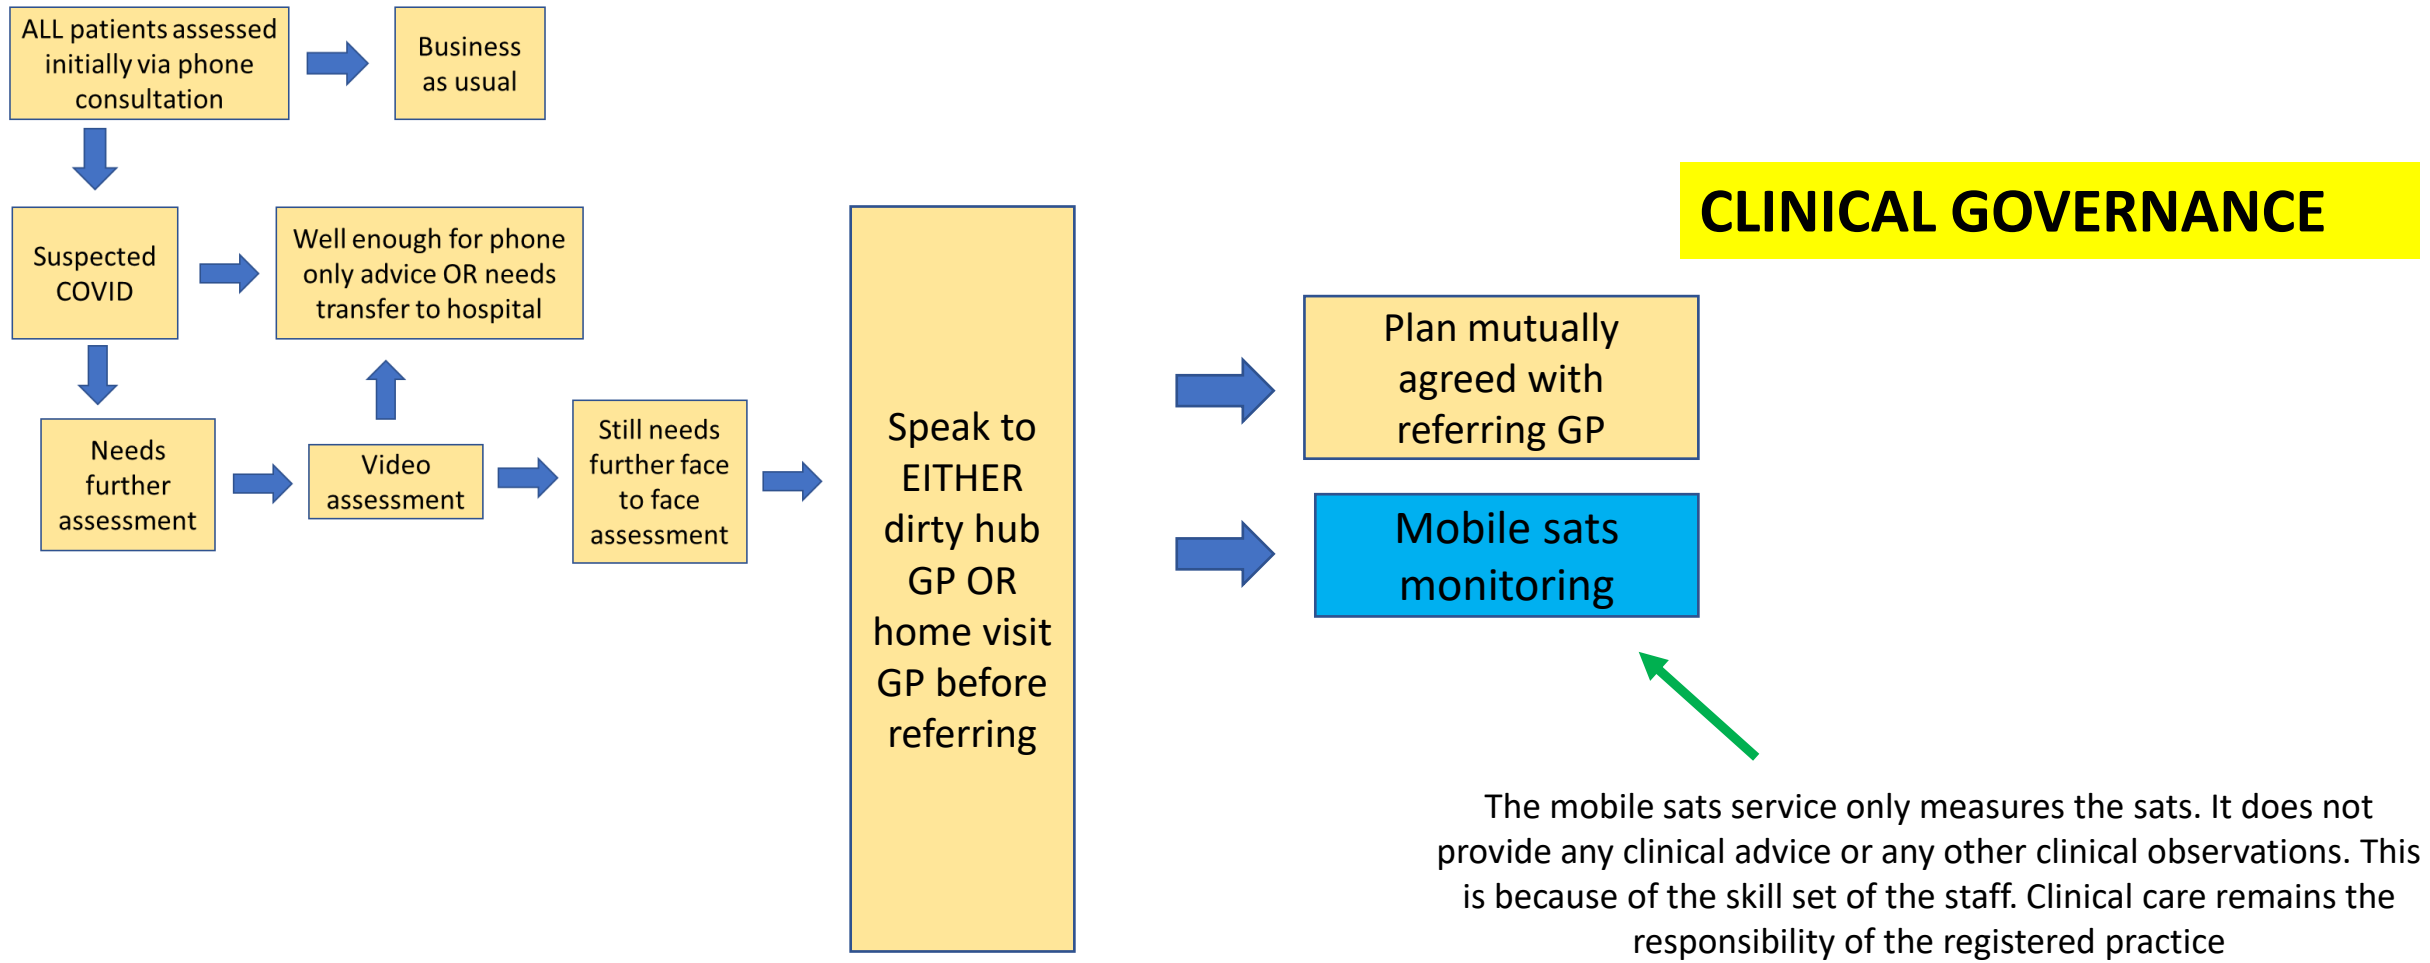 ALL patients assessed
initially via phone
consultation
Business
as usual
CLINICAL GOVERNANCE
Suspected
COVID
Well enough for phone
only advice OR needs
transfer to hospital
Needs
further
assessment
Video
assessment
Still needs
further face
to face
assessment
Speak to
EITHER
dirty hub
GP OR
home visit
GP before
referring
Plan mutually
agreed with
referring GP
Mobile sats
monitoring
The mobile sats service only measures the sats. It does not
provide any clinical advice or any other clinical observations. This
is because of the skill set of the staff. Clinical care remains the
responsibility of the registered practice